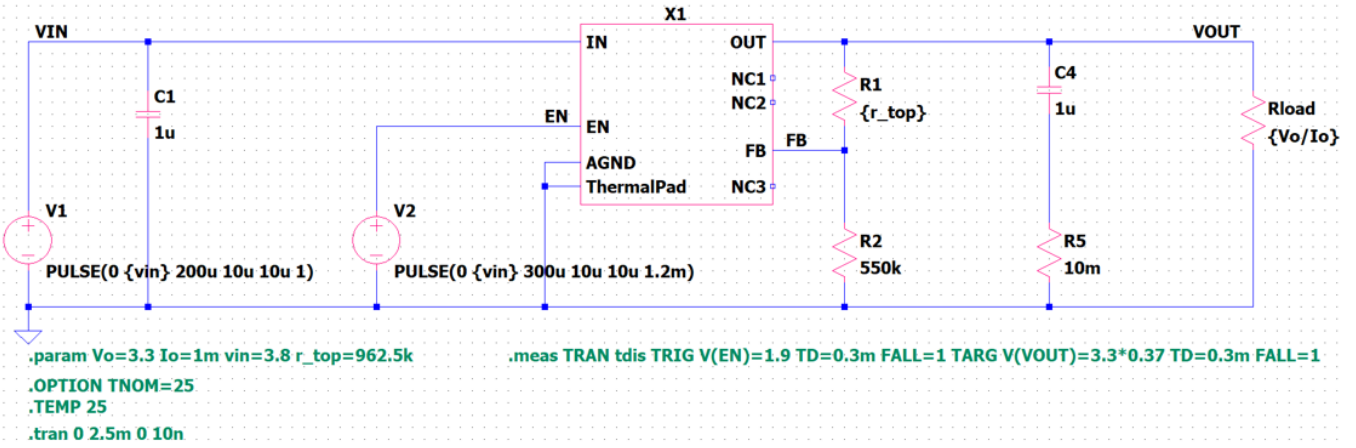 X1
VIN
VOUT
IN
OUT
NC1
NC2
C1
1u
R1
{r_top}
C4
1u
Rload
{Vo/Io}
EN
EN
FB
FB
AGND
ThermalPad
NC3
V1
V2
R2
550k
R5
10m
PULSE(0 {vin} 200u 10u 10u 1)
PULSE(0 {vin} 300u 10u 10u 1.2m)
.param Vo=3.3 Io=1m vin=3.8 r_top=962.5k
.meas TRAN tdis TRIG V(EN)=1.9 TD=0.3m FALL=1 TARG V(VOUT)=3.3*0.37 TD=0.3m FALL=1
.OPTION TNOM=25
.TEMP 25
.tran 0 2.5m 0 10n